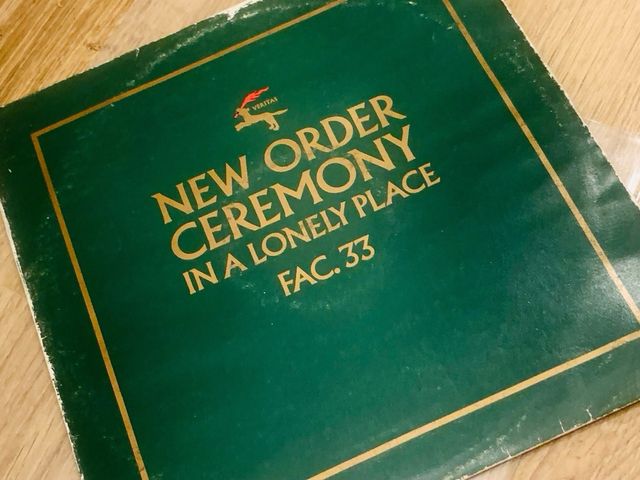 VERITAS
NEW ORDER
CEREMONY
IN A LONELY PLACE
FAC. 33